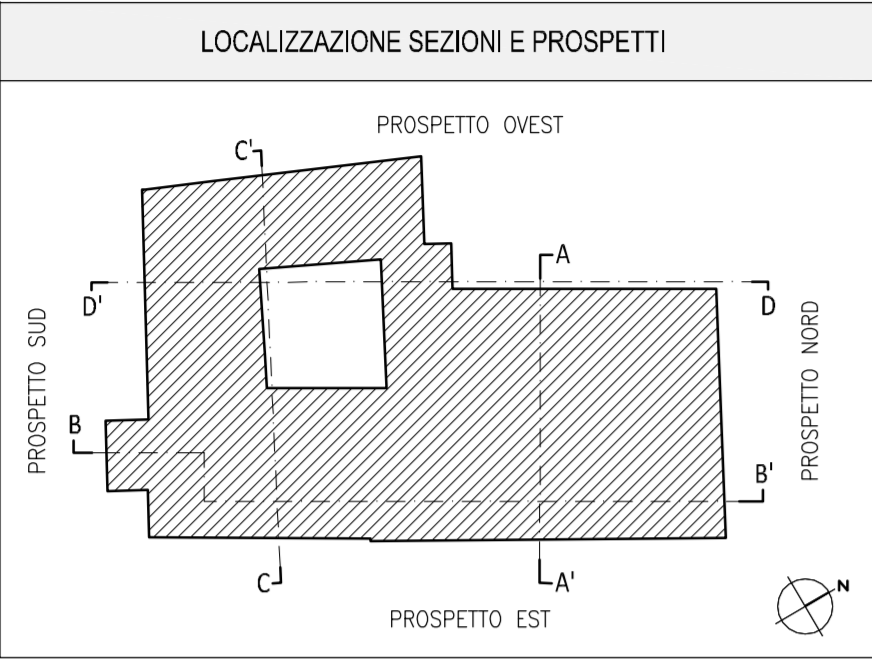 LOCALIZZAZIONE SEZIONI E PROSPETTI
PROSPETTO OVEST
C'
A
D'
D
PROSPETTO SUD
PROSPETTO NORD
B
B'
C
A'
N
PROSPETTO EST